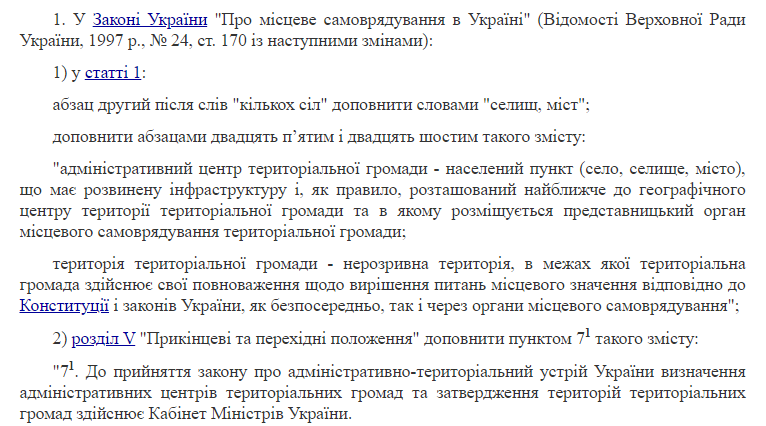 1. У Законі України "Про місцеве самоврядування в Україні" (Відомості Верховної Ради
України, 1997 р., № 24, ст. 170 із наступними змінами):
1) у статті 1:
абзац другий після слів "кількох сіл" доповнити словами "селищ, міст";
доповнити абзацами двадцять п’ятим і двадцять шостим такого змісту:
"адміністративний центр територіальної громади - населений пункт (село, селище, місто),
що має розвинену інфраструктуру і, як правило, розташований найближче до географічного
центру території територіальної громади та в якому розміщується представницький орган
місцевого самоврядування територіальної громади;
територія територіальної громади - нерозривна територія, в межах якої територіальна
громада здійснює свої повноваження щодо вирішення питань місцевого значення відповідно до
Конституції і законів України, як безпосередньо, так і через органи місцевого самоврядування";
2) розділ V "Прикінцеві та перехідні положення" доповнити пунктом 7¹ такого змісту:
"7¹. До прийняття закону про адміністративно-територіальний устрій України визначення
адміністративних центрів територіальних громад та затвердження територій територіальних
громад здійснює Кабінет Міністрів України.